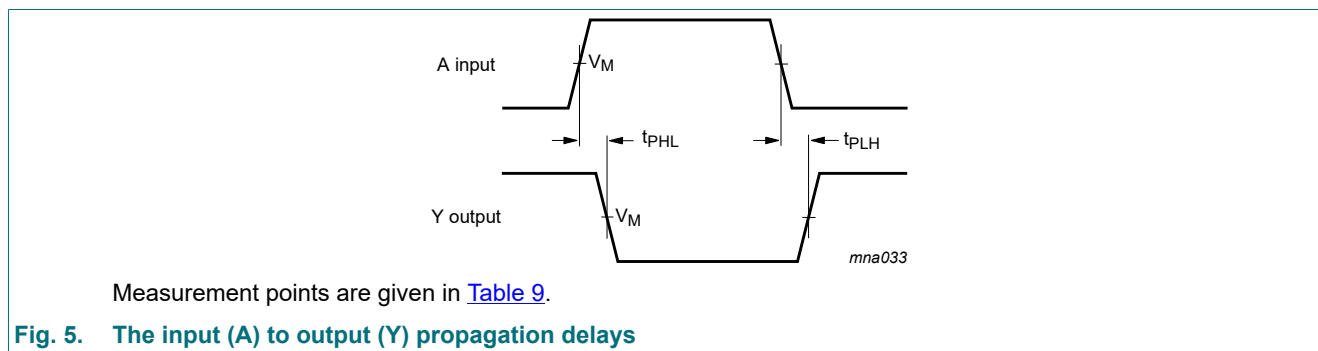 A input
VM
tPHL
tPLH
Y output
VM
mna033
Measurement points are given in Table 9.
Fig. 5. The input (A) to output (Y) propagation delays